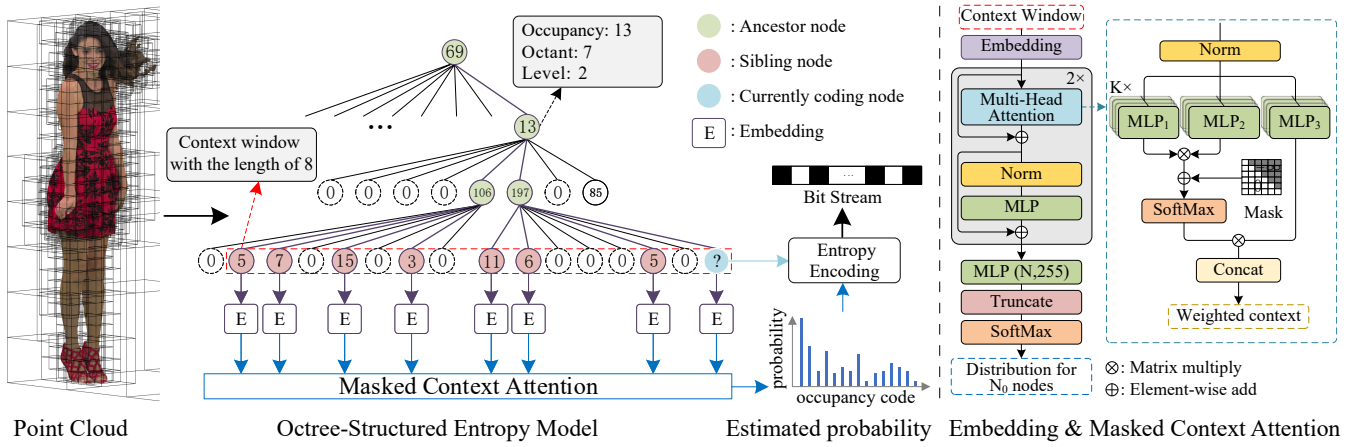 69
Occupancy: 13
Octant: 7
Level: 2
: Ancestor node
: Sibling node
: Currently coding node
E : Embedding
...
13
Context window
with the length of 8
0 0 0 0 106 197 0 85
0 5 7 0 15 0 3 0 11 6 0 0 5 0 ?
E E E E E E E E
Masked Context Attention
...
Bit Stream
Entropy
Encoding
probability
occupancy code
Context Window
Embedding
2×
Multi-Head
Attention
Norm
MLP
MLP (N,255)
Truncate
SoftMax
Distribution for
N₀ nodes
Norm
K×
MLP₁ MLP₂ MLP₃
-∞
0
Mask
SoftMax
Concat
Weighted context
⊗: Matrix multiply
⊕: Element-wise add
Point Cloud
Octree-Structured Entropy Model
Estimated probability
Embedding & Masked Context Attention